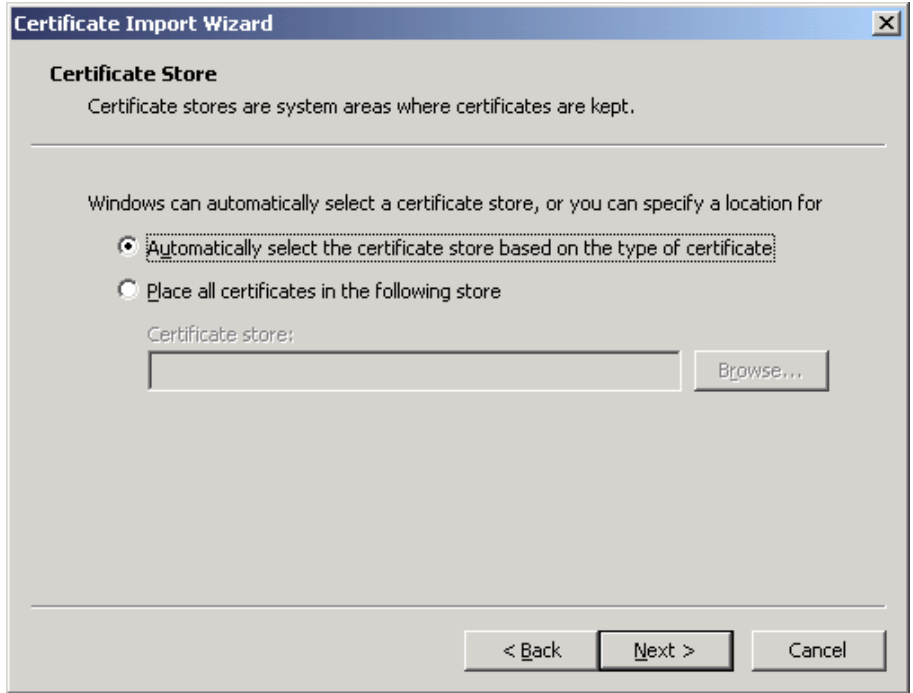 Certificate Import Wizard
Certificate Store
Certificate stores are system areas where certificates are kept.
Windows can automatically select a certificate store, or you can specify a location for
Automatically select the certificate store based on the type of certificate
Place all certificates in the following store
Certificate store:
Browse...
< Back
Next >
Cancel